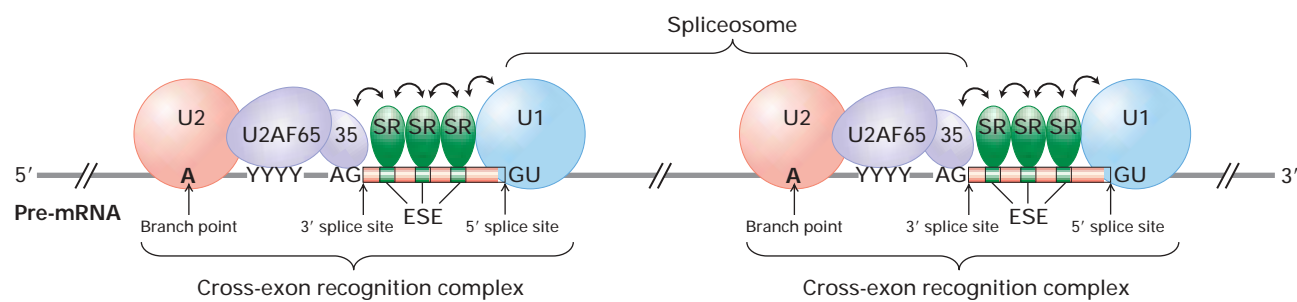 Spliceosome
U2 U2AF65 35 SR SR SR U1 U2 U2AF65 35 SR SR SR U1
5′ A YYYY AG GU A YYYY AG GU 3′
Pre-mRNA Branch point 3′ splice site ESE 5′ splice site Branch point 3′ splice site ESE 5′ splice site
Cross-exon recognition complex Cross-exon recognition complex